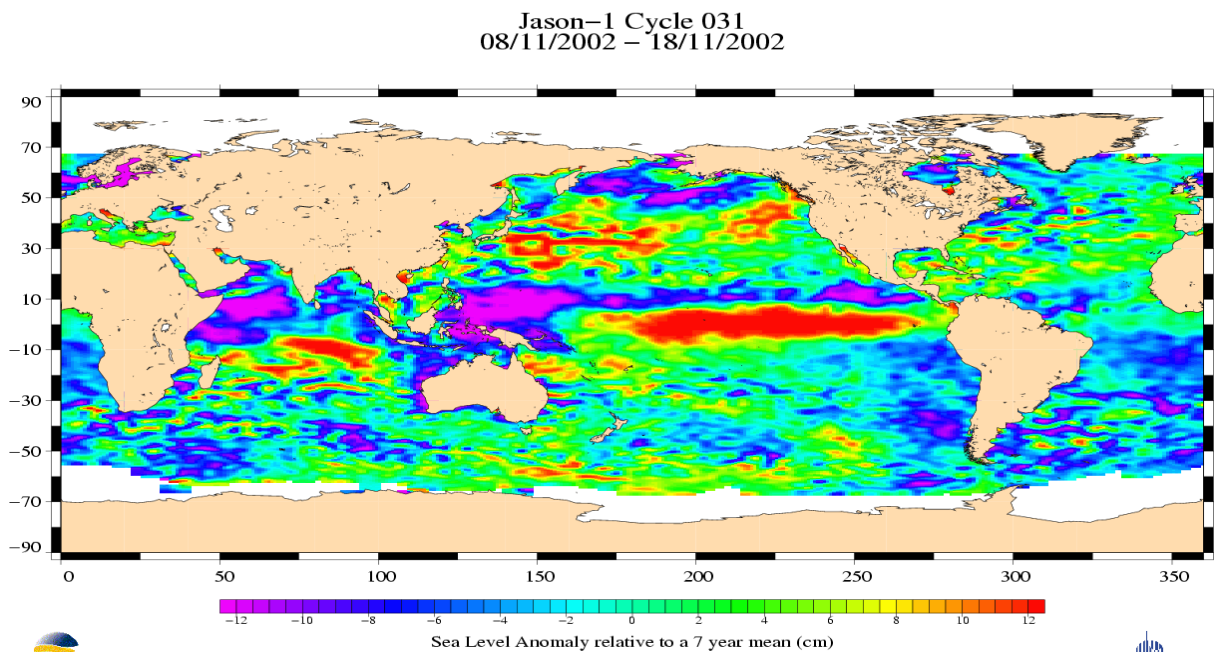 Jason−1 Cycle 031
08/11/2002 − 18/11/2002
90
70
50
30
10
−10
−30
−50
−70
−90
0 50 100 150 200 250 300 350
−12 −10 −8 −6 −4 −2 0 2 4 6 8 10 12
Sea Level Anomaly relative to a 7 year mean (cm)